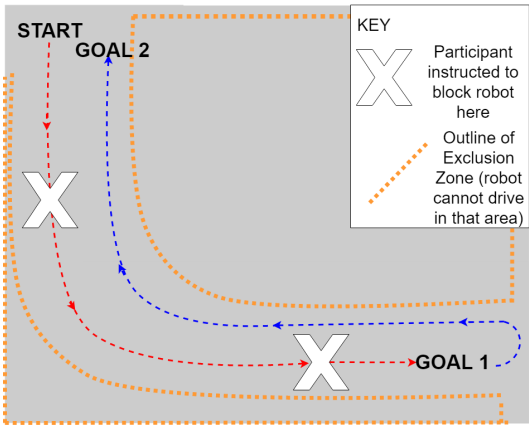 START
GOAL 2
KEY
Participant
instructed to
block robot
here
Outline of
Exclusion
Zone (robot
cannot drive
in that area)
GOAL 1